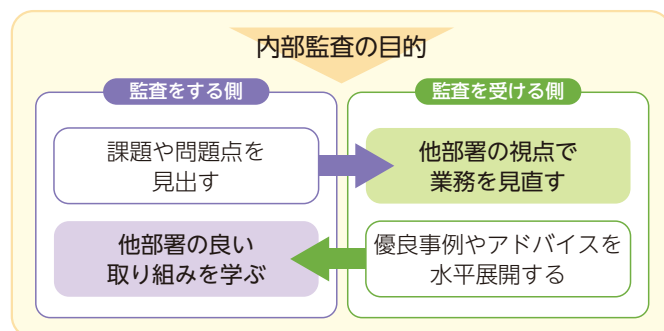 内部監査の目的
監査をする側
監査を受ける側
課題や問題点を
見出す
他部署の視点で
業務を見直す
他部署の良い
取り組みを学ぶ
優良事例やアドバイスを
水平展開する